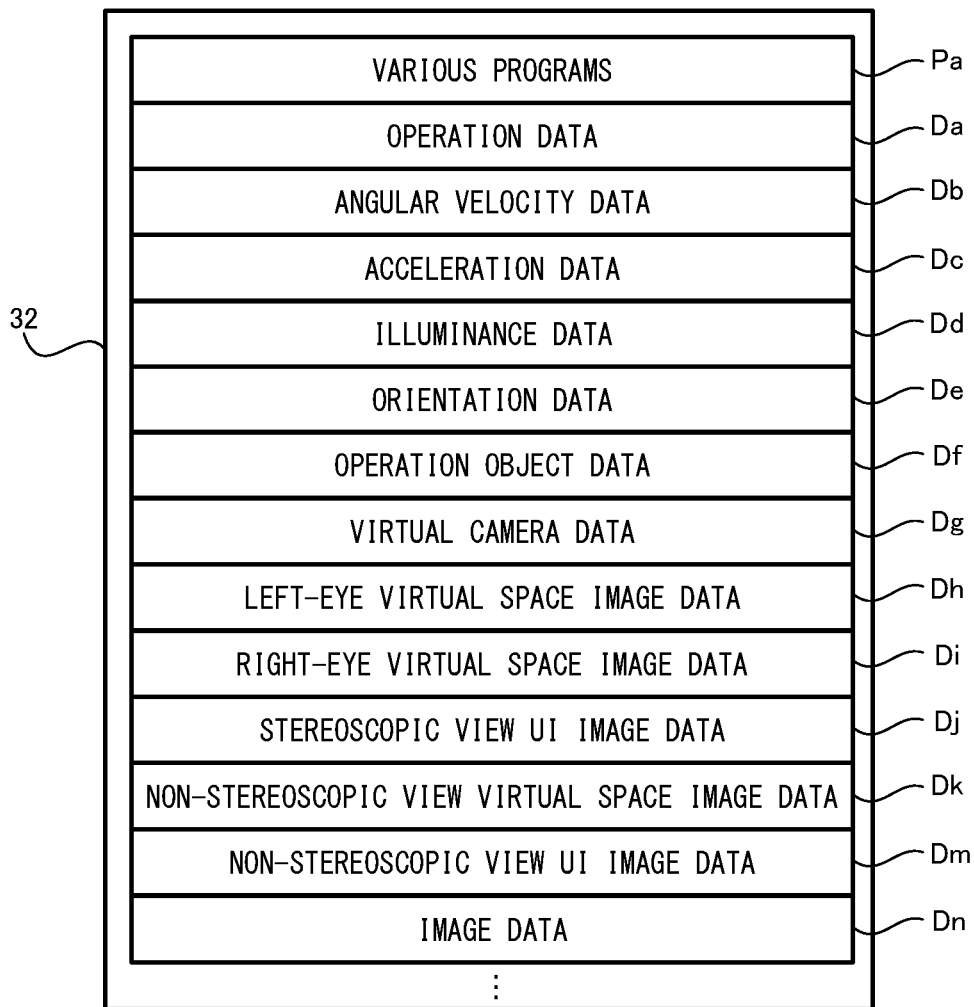 VARIOUS PROGRAMS Pa
OPERATION DATA Da
ANGULAR VELOCITY DATA Db
ACCELERATION DATA Dc
32
ILLUMINANCE DATA Dd
ORIENTATION DATA De
OPERATION OBJECT DATA Df
VIRTUAL CAMERA DATA Dg
LEFT-EYE VIRTUAL SPACE IMAGE DATA Dh
RIGHT-EYE VIRTUAL SPACE IMAGE DATA Di
STEREOSCOPIC VIEW UI IMAGE DATA Dj
NON-STEREOSCOPIC VIEW VIRTUAL SPACE IMAGE DATA Dk
NON-STEREOSCOPIC VIEW UI IMAGE DATA Dm
IMAGE DATA Dn
⋮